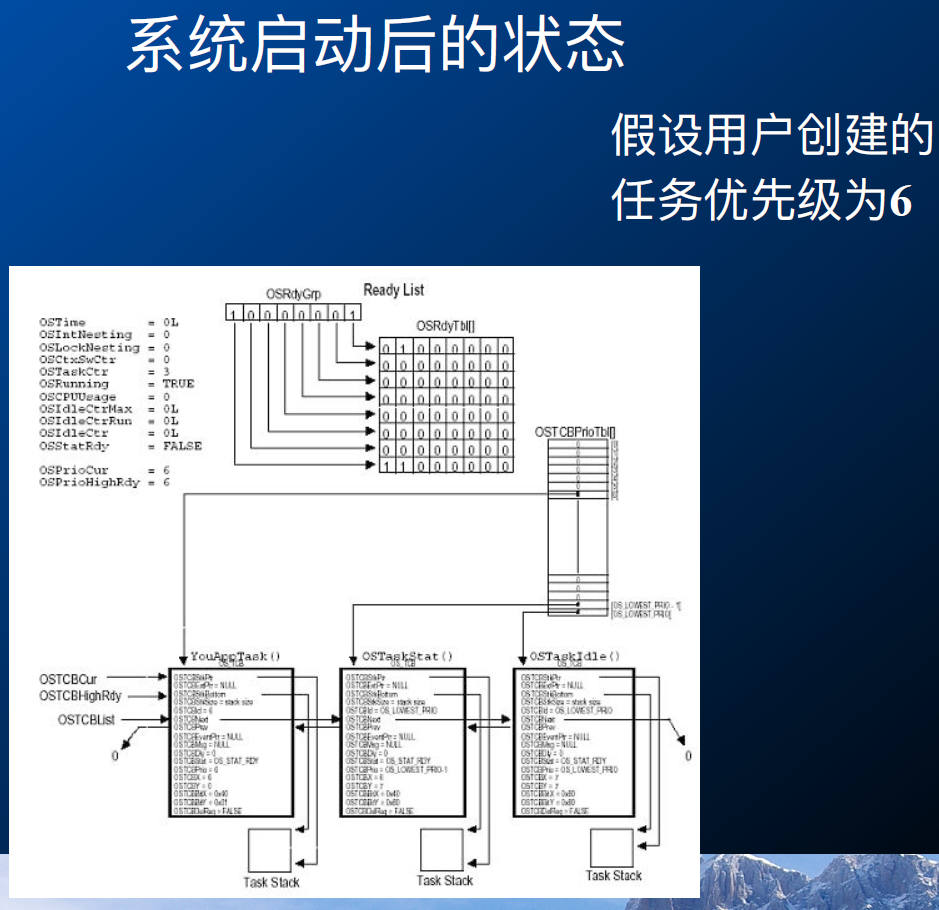 系统启动后的状态
假设用户创建的
任务优先级为6
OSRdyGrp
Ready List
1 0 0 0 0 0 0 1
OSRdyTbl[]
OSTime = 0L
OSIntNesting = 0
OSLockNesting = 0
OSCtxSwCtr = 0
OSTaskCtr = 3
OSRunning = TRUE
OSCPUUsage = 0
OSIdleCtrMax = 0L
OSIdleCtrRun = 0L
OSIdleCtr = 0L
OSStatRdy = FALSE
OSPrioCur = 6
OSPrioHighRdy = 6
0 1 0 0 0 0 0 0
0 0 0 0 0 0 0 0
0 0 0 0 0 0 0 0
0 0 0 0 0 0 0 0
0 0 0 0 0 0 0 0
0 0 0 0 0 0 0 0
0 0 0 0 0 0 0 0
1 1 0 0 0 0 0 0
OSTCBPrioTbl[]
[OS_LOWEST_PRIO - 1]
[OS_LOWEST_PRIO]
OSTCBCur
OSTCBHighRdy
OSTCBList
0
YouAppTask()
OS_TCB
OSTCBStkPtr
OSTCBExtPtr = NULL
OSTCBStkBottom
OSTCBStkSize = stack size
OSTCBId = 6
OSTCBNext
OSTCBPrev
OSTCBEventPtr = NULL
OSTCBMsg = NULL
OSTCBDly = 0
OSTCBStat = OS_STAT_RDY
OSTCBPrio = 6
OSTCBX = 6
OSTCBY = 0
OSTCBBitX = 0x40
OSTCBBitY = 0x01
OSTCBDelReq = FALSE
Task Stack
OSTaskStat()
OS_TCB
OSTCBStkPtr
OSTCBExtPtr = NULL
OSTCBStkBottom
OSTCBStkSize = stack size
OSTCBId = OS_LOWEST_PRIO
OSTCBNext
OSTCBPrev
OSTCBEventPtr = NULL
OSTCBMsg = NULL
OSTCBDly = 0
OSTCBStat = OS_STAT_RDY
OSTCBPrio = OS_LOWEST_PRIO-1
OSTCBX = 6
OSTCBY = 7
OSTCBBitX = 0x40
OSTCBBitY = 0x80
OSTCBDelReq = FALSE
Task Stack
OSTaskIdle()
OS_TCB
OSTCBStkPtr
OSTCBExtPtr = NULL
OSTCBStkBottom
OSTCBStkSize = stack size
OSTCBId = OS_LOWEST_PRIO
OSTCBNext
OSTCBPrev
OSTCBEventPtr = NULL
OSTCBMsg = NULL
OSTCBDly = 0
OSTCBStat = OS_STAT_RDY
OSTCBPrio = OS_LOWEST_PRIO
OSTCBX = 7
OSTCBY = 7
OSTCBBitX = 0x80
OSTCBBitY = 0x80
OSTCBDelReq = FALSE
0
Task Stack